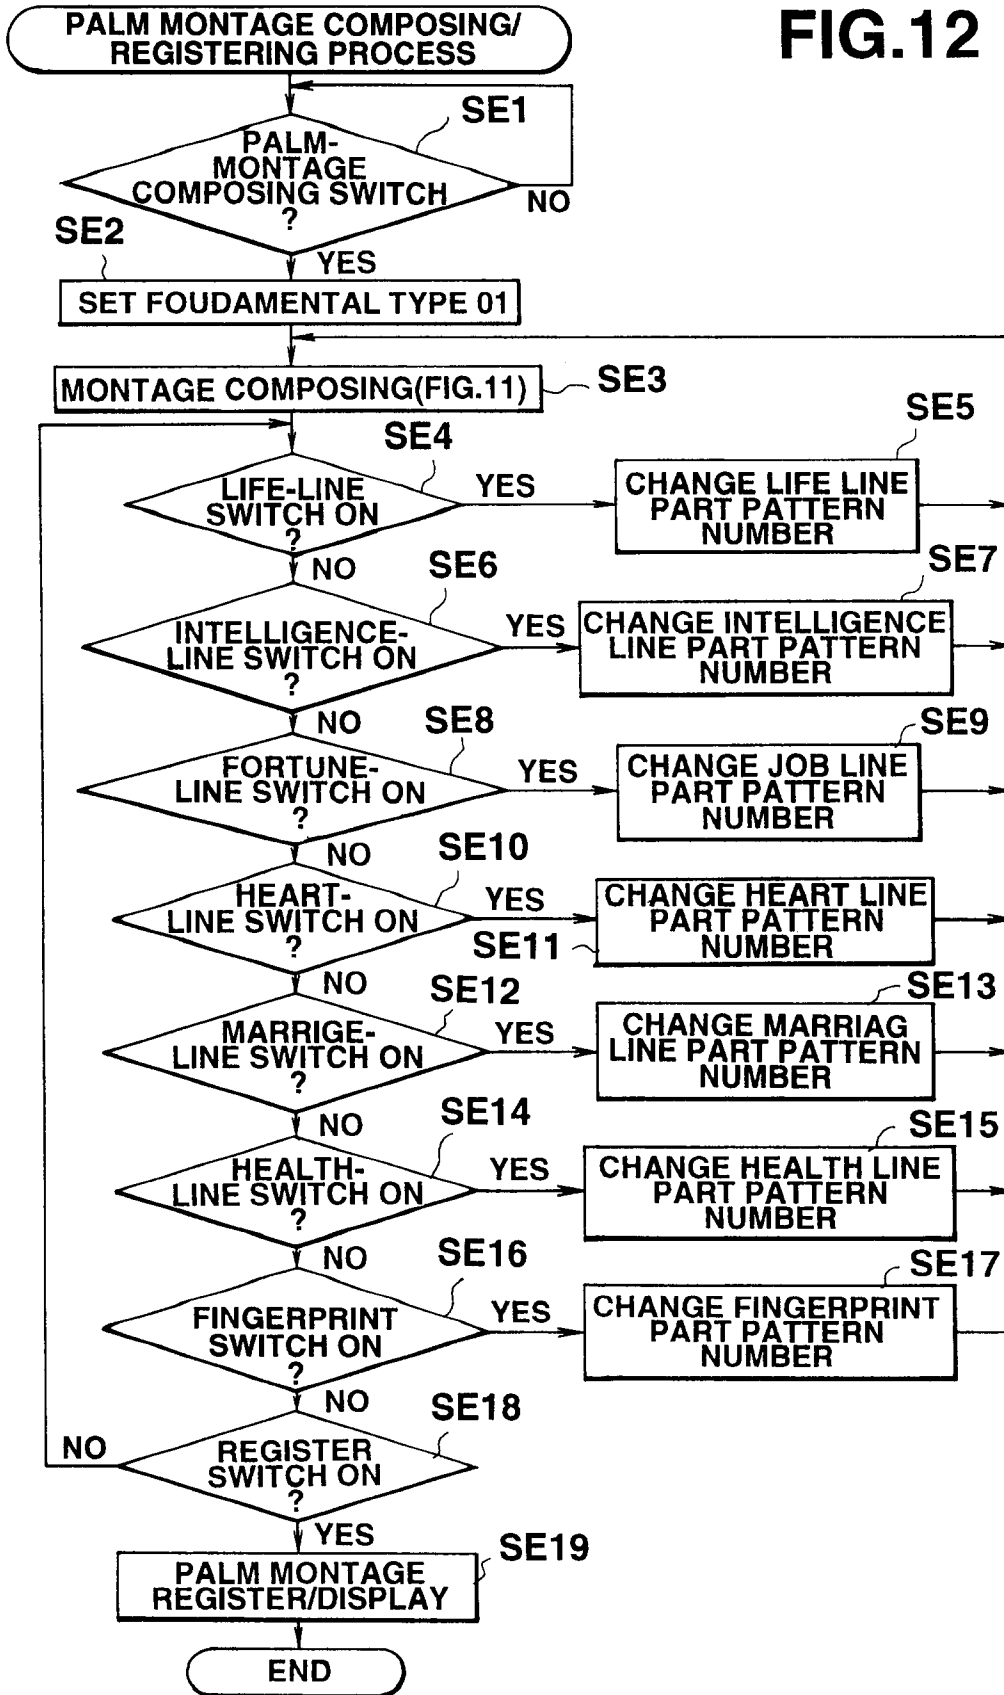 PALM MONTAGE COMPOSING/
REGISTERING PROCESS
FIG.12
SE1
PALM-
MONTAGE
COMPOSING SWITCH
?
NO
SE2
YES
SET FOUDAMENTAL TYPE 01
MONTAGE COMPOSING(FIG.11)
SE3
SE4
LIFE-LINE
SWITCH ON
?
YES
SE5
CHANGE LIFE LINE
PART PATTERN
NUMBER
NO
SE6
INTELLIGENCE-
LINE SWITCH ON
?
YES
SE7
CHANGE INTELLIGENCE
LINE PART PATTERN
NUMBER
NO
SE8
FORTUNE-
LINE SWITCH ON
?
YES
SE9
CHANGE JOB LINE
PART PATTERN
NUMBER
NO
SE10
HEART-
LINE SWITCH ON
?
YES
SE11
CHANGE HEART LINE
PART PATTERN
NUMBER
NO
SE12
MARRIGE-
LINE SWITCH ON
?
YES
SE13
CHANGE MARRIAG
LINE PART PATTERN
NUMBER
NO
SE14
HEALTH-
LINE SWITCH ON
?
YES
SE15
CHANGE HEALTH LINE
PART PATTERN
NUMBER
NO
SE16
FINGERPRINT
SWITCH ON
?
YES
SE17
CHANGE FINGERPRINT
PART PATTERN
NUMBER
NO
SE18
REGISTER
SWITCH ON
?
NO
YES
SE19
PALM MONTAGE
REGISTER/DISPLAY
END